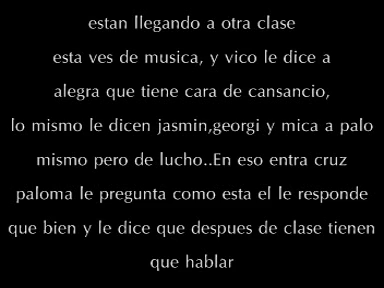 estan llegando a otra clase
esta ves de musica, y vico le dice a
alegra que tiene cara de cansancio,
lo mismo le dicen jasmin,georgi y mica a palo
mismo pero de lucho..En eso entra cruz
paloma le pregunta como esta el le responde
que bien y le dice que despues de clase tienen
que hablar